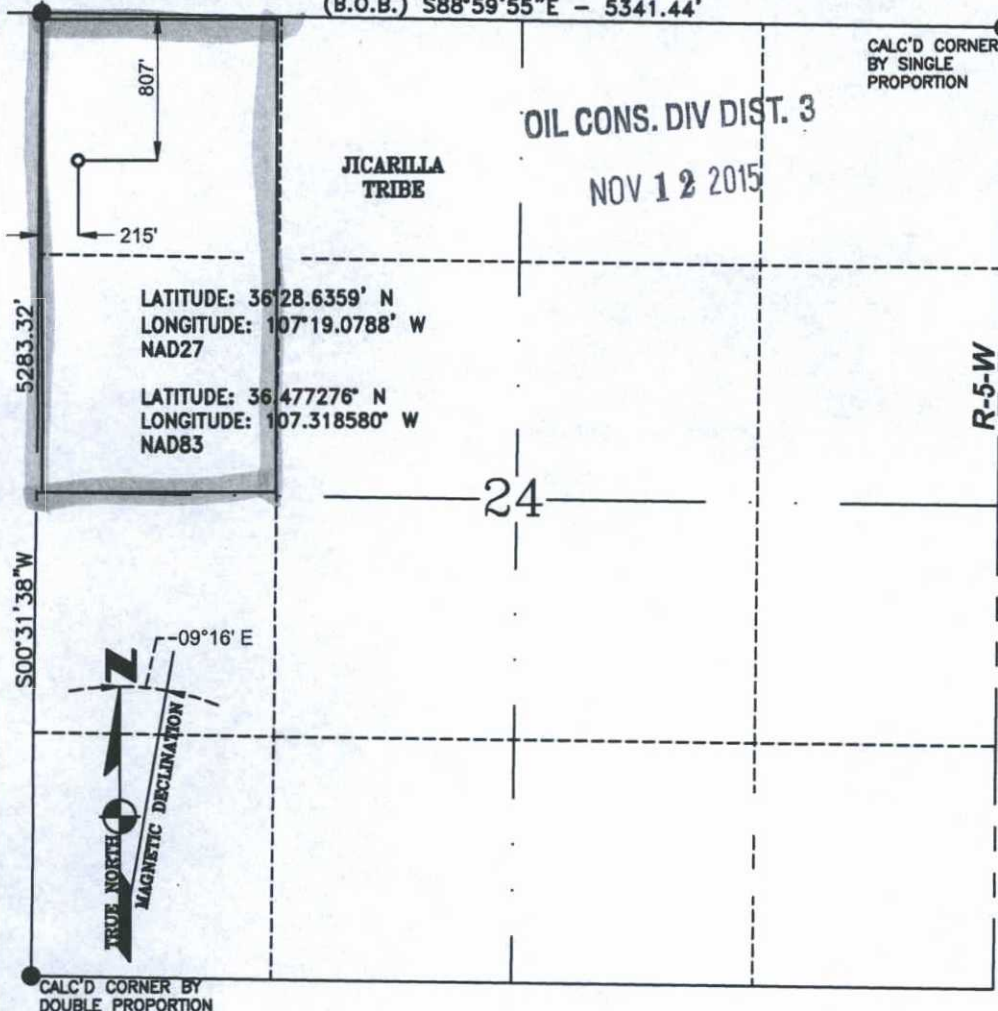 (B.O.B.) S88°59'55"E - 5341.44'
CALC'D CORNER
BY SINGLE
PROPORTION
807'
OIL CONS. DIV DIST. 3
NOV 12 2015
JICARILLA
TRIBE
215'
LATITUDE: 36°28.6359' N
LONGITUDE: 107°19.0788' W
NAD27
LATITUDE: 36.477276° N
LONGITUDE: 107.318580° W
NAD83
5283.32'
R-5-W
24
S00°31'38"W
09°16' E
N
MAGNETIC DECLINATION
TRUE NORTH
CALC'D CORNER BY
DOUBLE PROPORTION